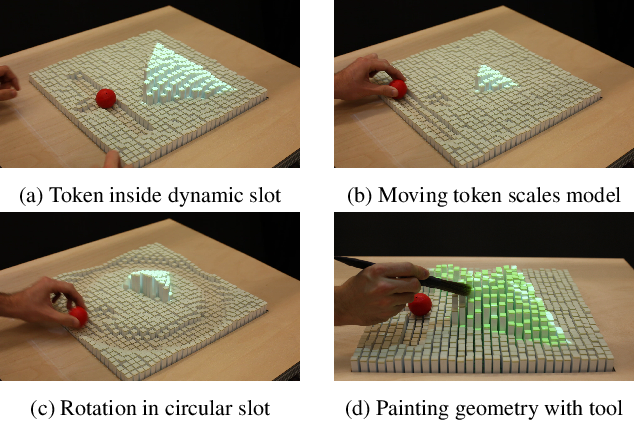 (a) Token inside dynamic slot
(b) Moving token scales model
(c) Rotation in circular slot
(d) Painting geometry with tool